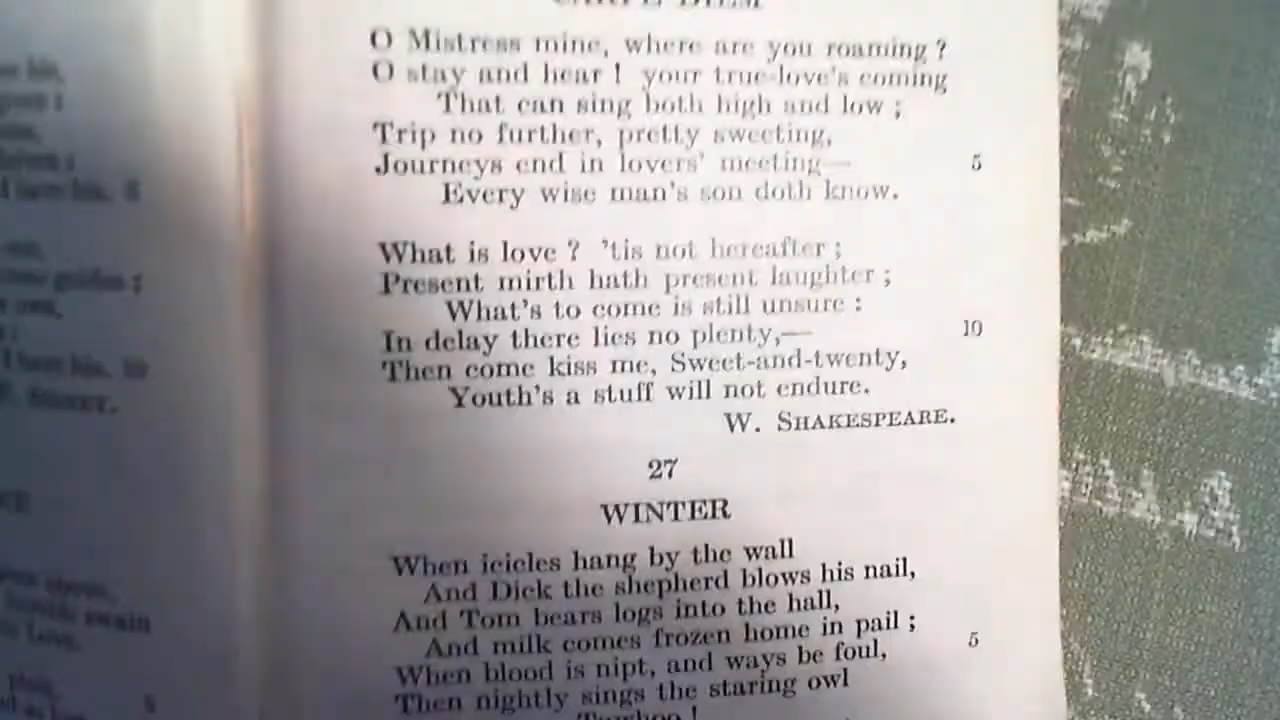 CARPE DIEM
O Mistress mine, where are you roaming ?
O stay and hear ! your true-love's coming
That can sing both high and low ;
Trip no further, pretty sweeting,
Journeys end in lovers' meeting— 5
Every wise man's son doth know.
What is love ? 'tis not hereafter ;
Present mirth hath present laughter ;
What's to come is still unsure :
In delay there lies no plenty,— 10
Then come kiss me, Sweet-and-twenty,
Youth's a stuff will not endure.
W. SHAKESPEARE.
27
WINTER
When icicles hang by the wall
And Dick the shepherd blows his nail,
And Tom bears logs into the hall,
And milk comes frozen home in pail ;
When blood is nipt, and ways be foul, 5
Then nightly sings the staring owl